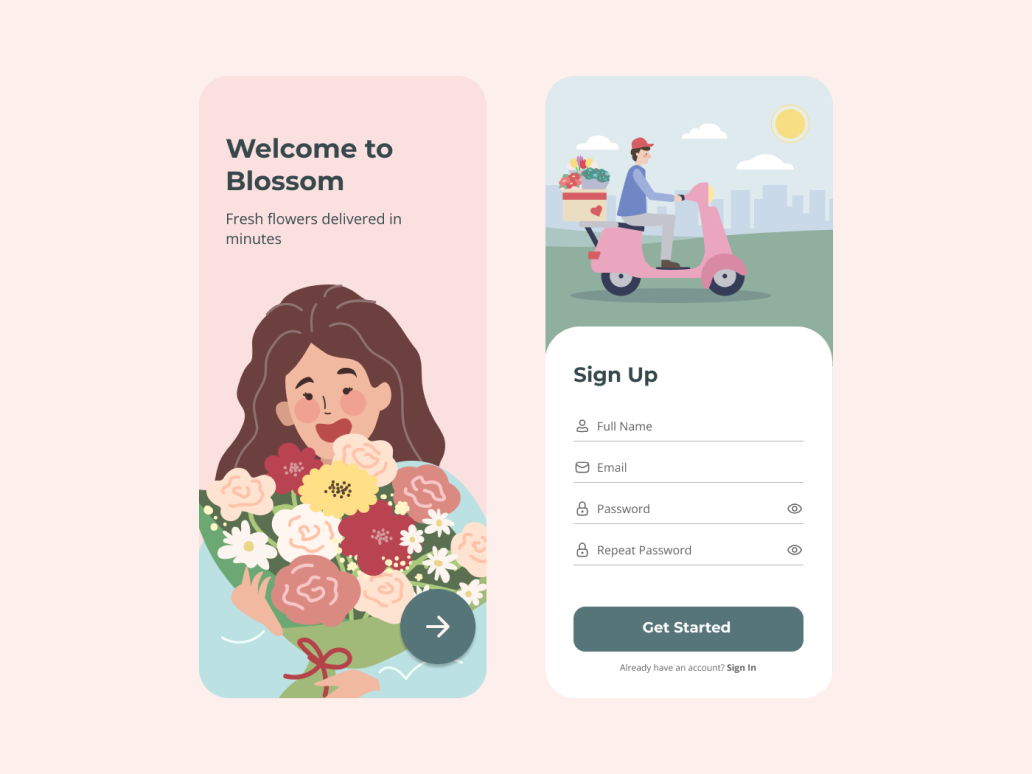 Welcome to
Blossom
Fresh flowers delivered in
minutes
Sign Up
Full Name
Email
Password
Repeat Password
Get Started
Already have an account? Sign In